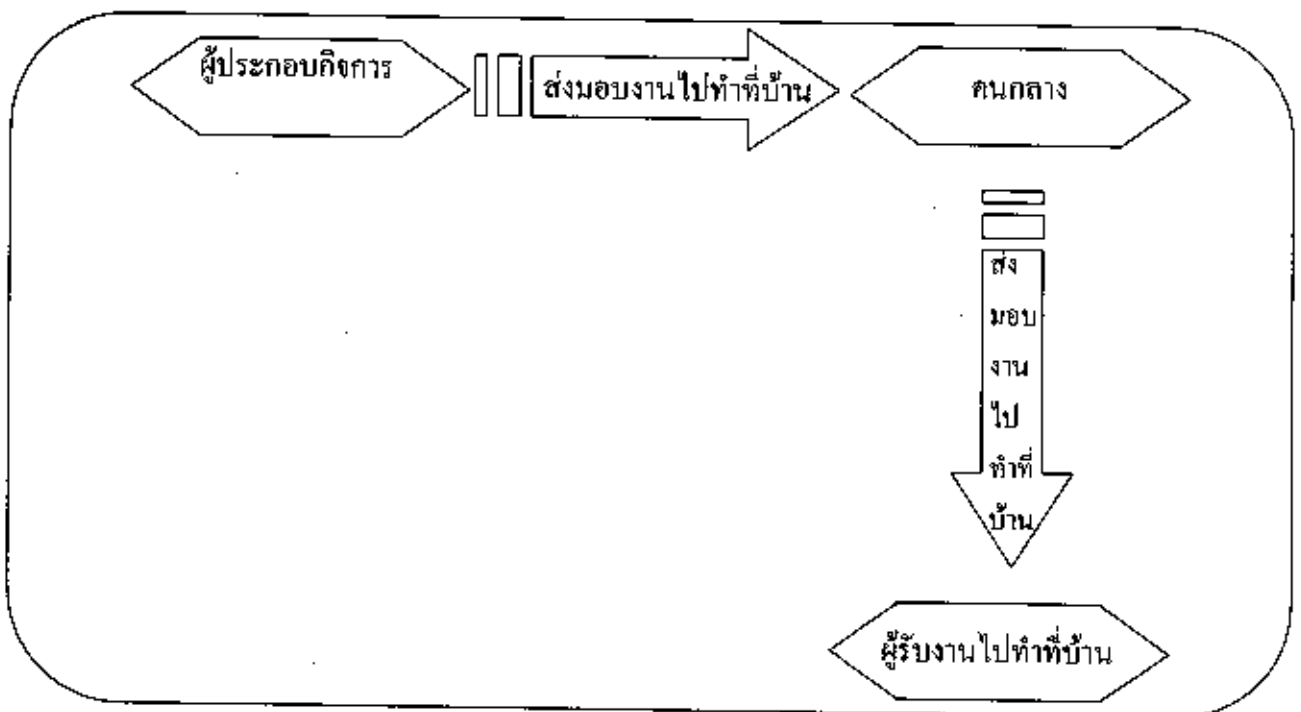 ผู้ประกอบกิจการ
ส่งมอบงานไปทำที่บ้าน
คนกลาง
ส่ง
มอบ
งาน
ไป
ทำที่
บ้าน
ผู้รับงานไปทำที่บ้าน